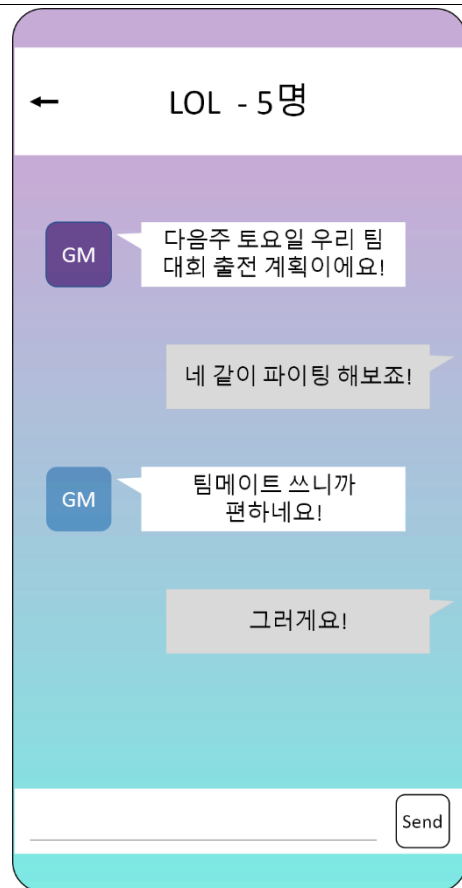 ← LOL - 5명
GM
다음주 토요일 우리 팀
대회 출전 계획이에요!
네 같이 파이팅 해보죠!
GM
팀메이트 쓰니까
편하네요!
그러게요!
Send